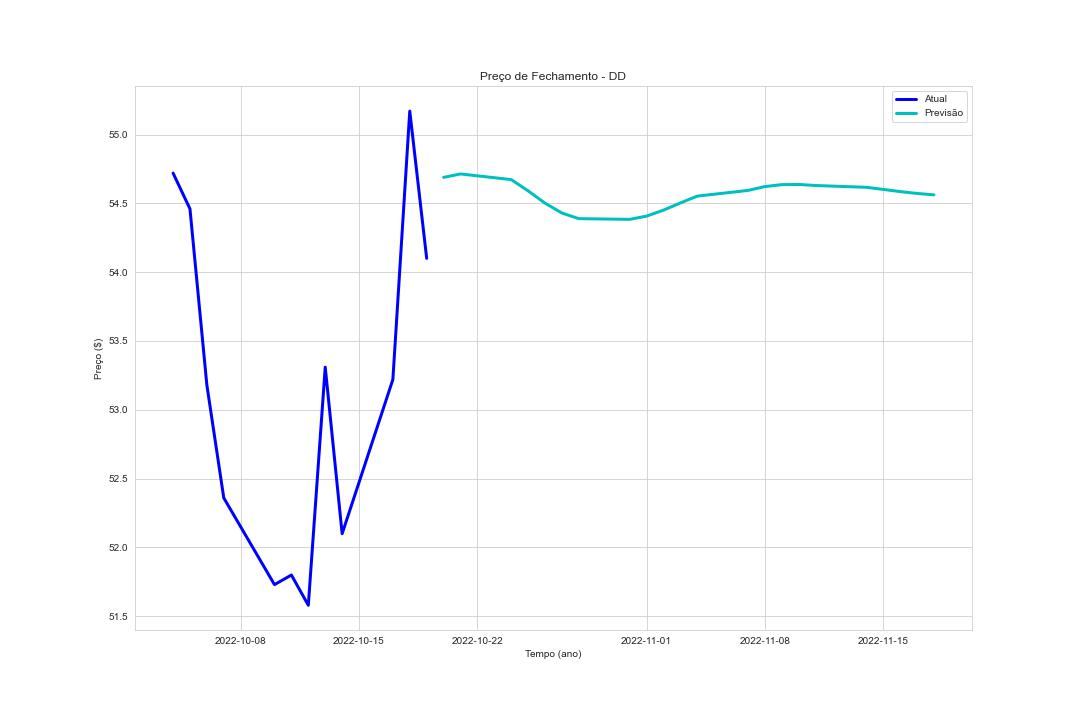 Preço de Fechamento - DD
Atual
Previsão
55.0
54.5
54.0
53.5
53.0
52.5
52.0
51.5
Preço ($)
2022-10-08 2022-10-15 2022-10-22 2022-11-01 2022-11-08 2022-11-15
Tempo (ano)